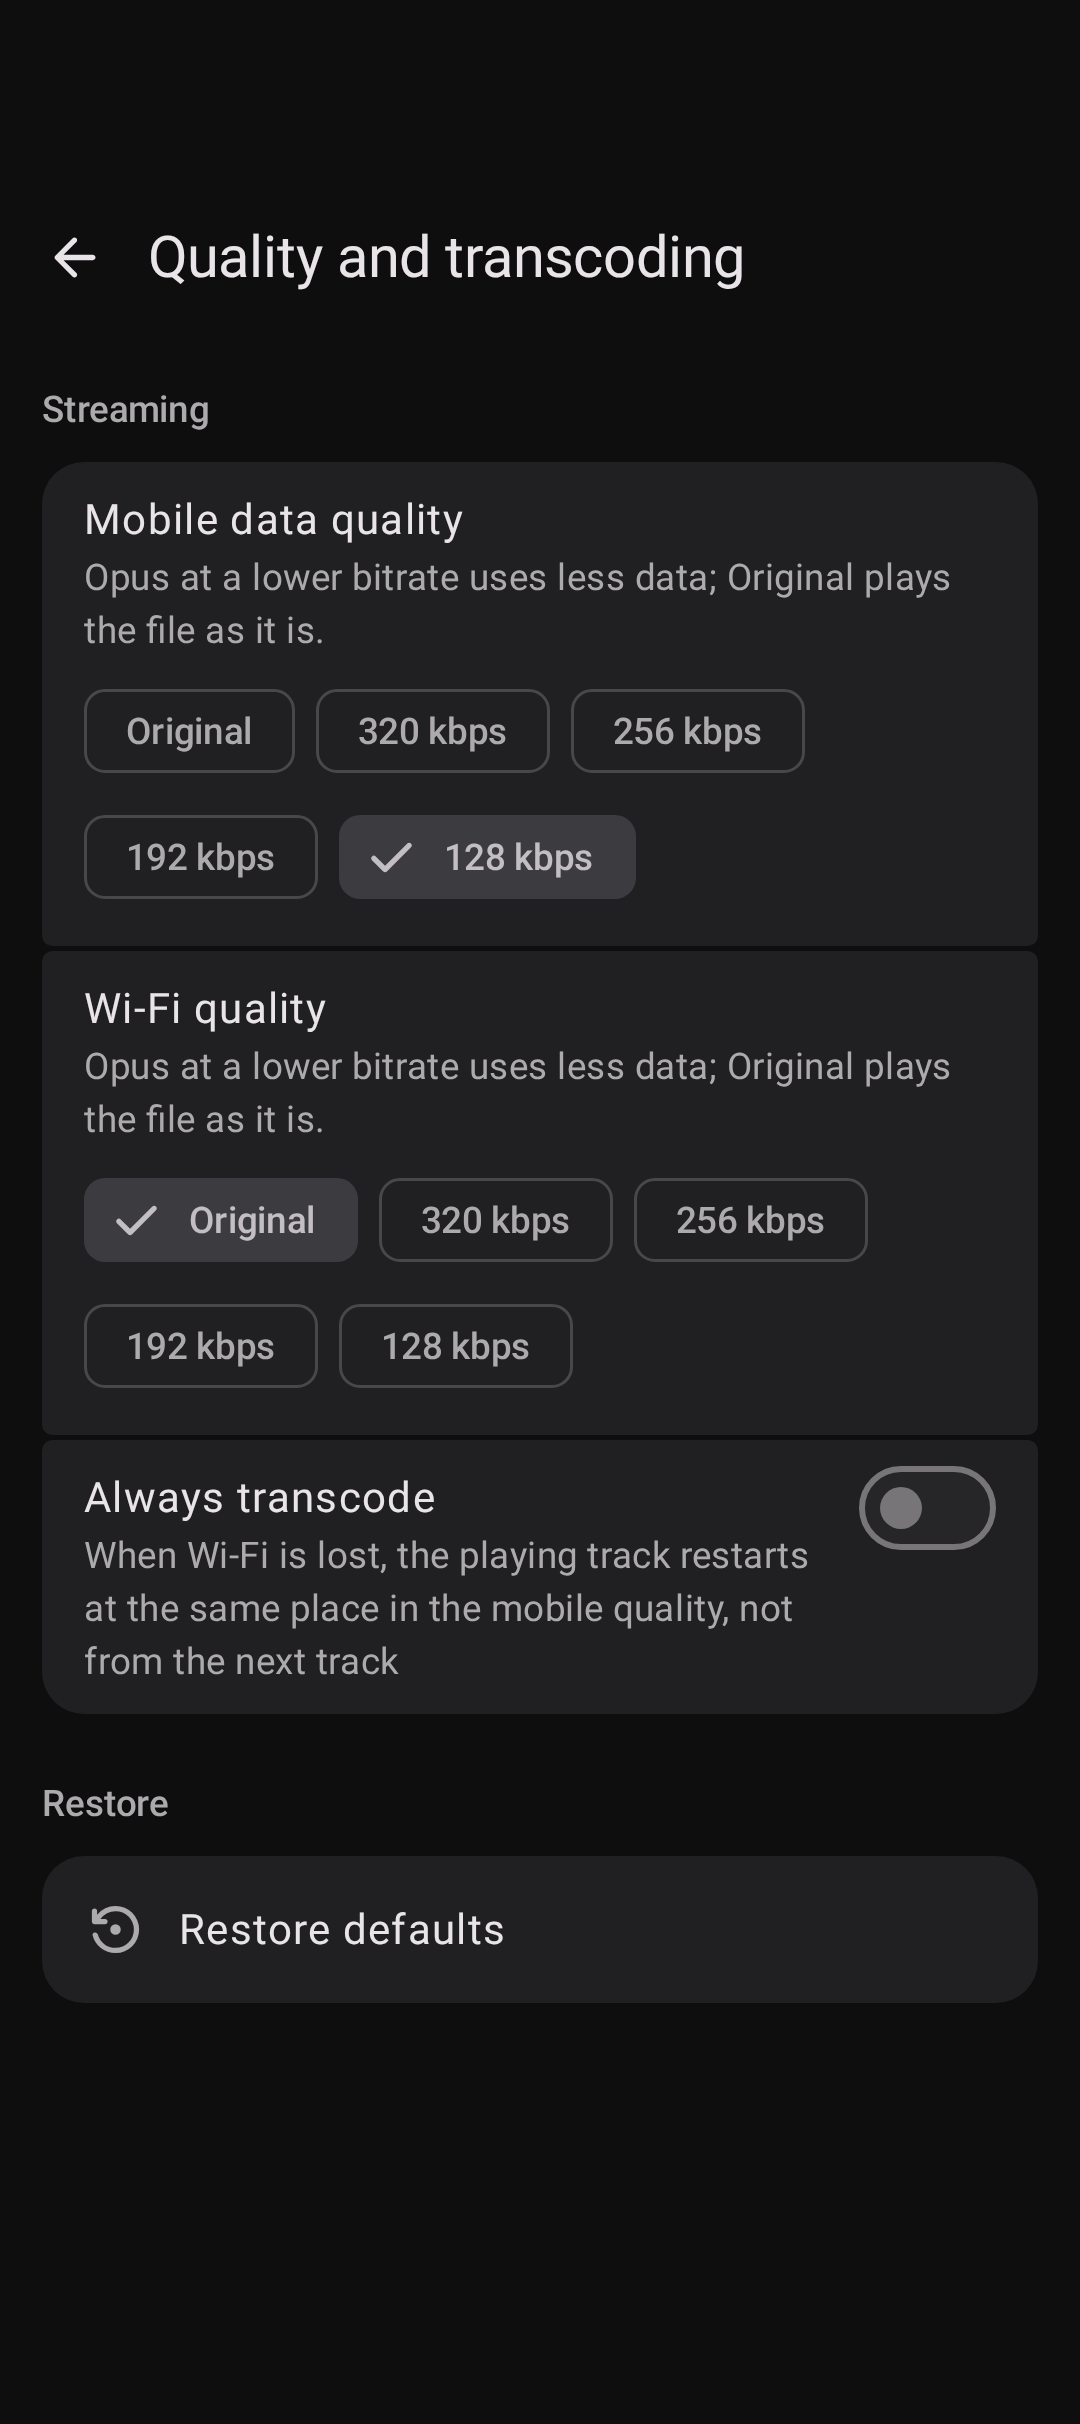 Quality and transcoding
Streaming
Mobile data quality
Opus at a lower bitrate uses less data; Original plays
the file as it is.
Original 320 kbps 256 kbps
192 kbps 128 kbps
Wi-Fi quality
Opus at a lower bitrate uses less data; Original plays
the file as it is.
Original 320 kbps 256 kbps
192 kbps 128 kbps
Always transcode
When Wi-Fi is lost, the playing track restarts
at the same place in the mobile quality, not
from the next track
Restore
Restore defaults